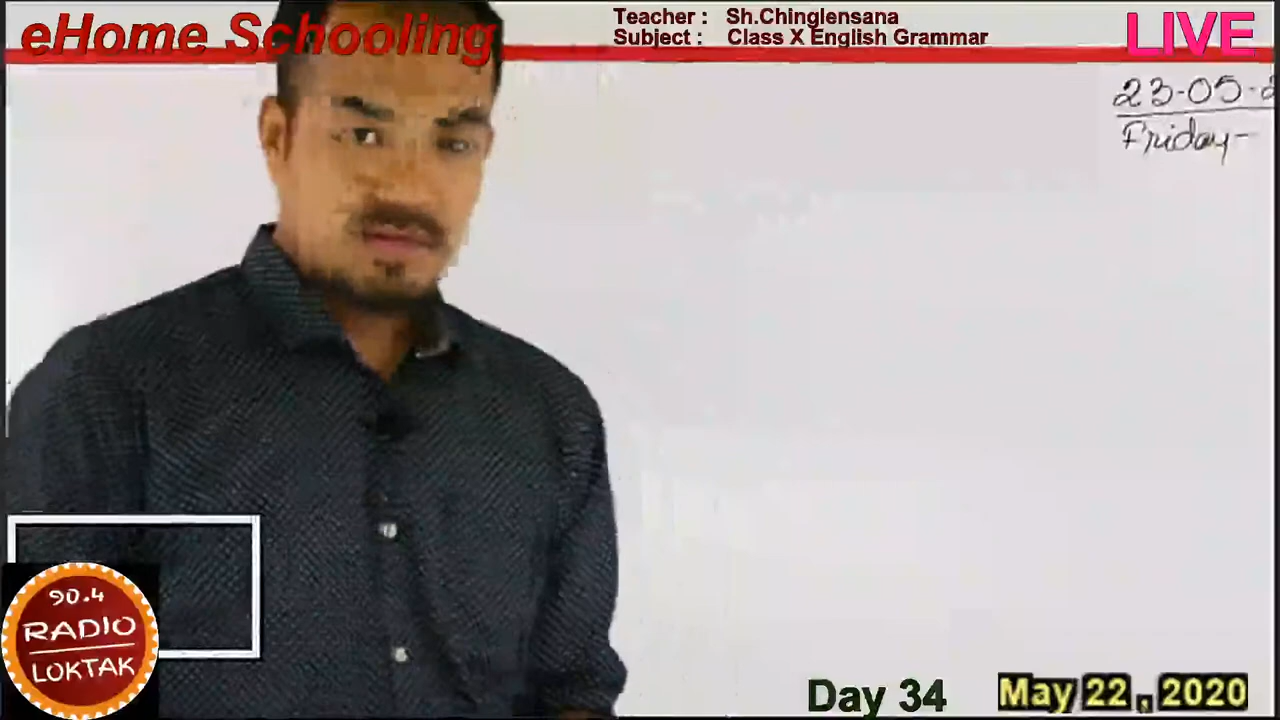 eHome Schooling
Teacher : Sh.Chinglensana
Subject : Class X English Grammar
LIVE
23-05-2
Friday-
90.4
RADIO
LOKTAK
Day 34
May 22 , 2020